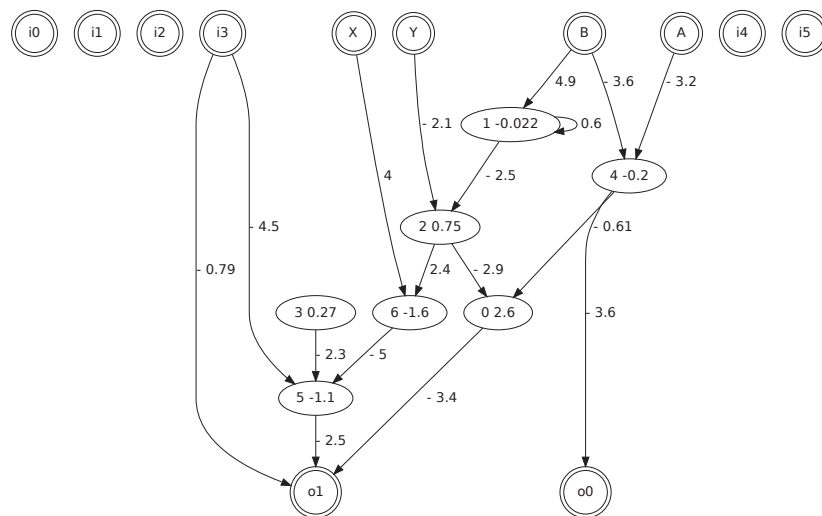 i0 i1 i2 i3 X Y B A i4 i5
4.9 - 3.6 - 3.2
- 2.1 1 -0.022 0.6
4 - 2.5 4 -0.2
- 4.5 2 0.75 - 0.61
- 0.79 2.4 - 2.9
3 0.27 6 -1.6 0 2.6 - 3.6
- 2.3 - 5
5 -1.1 - 3.4
- 2.5
o1 o0